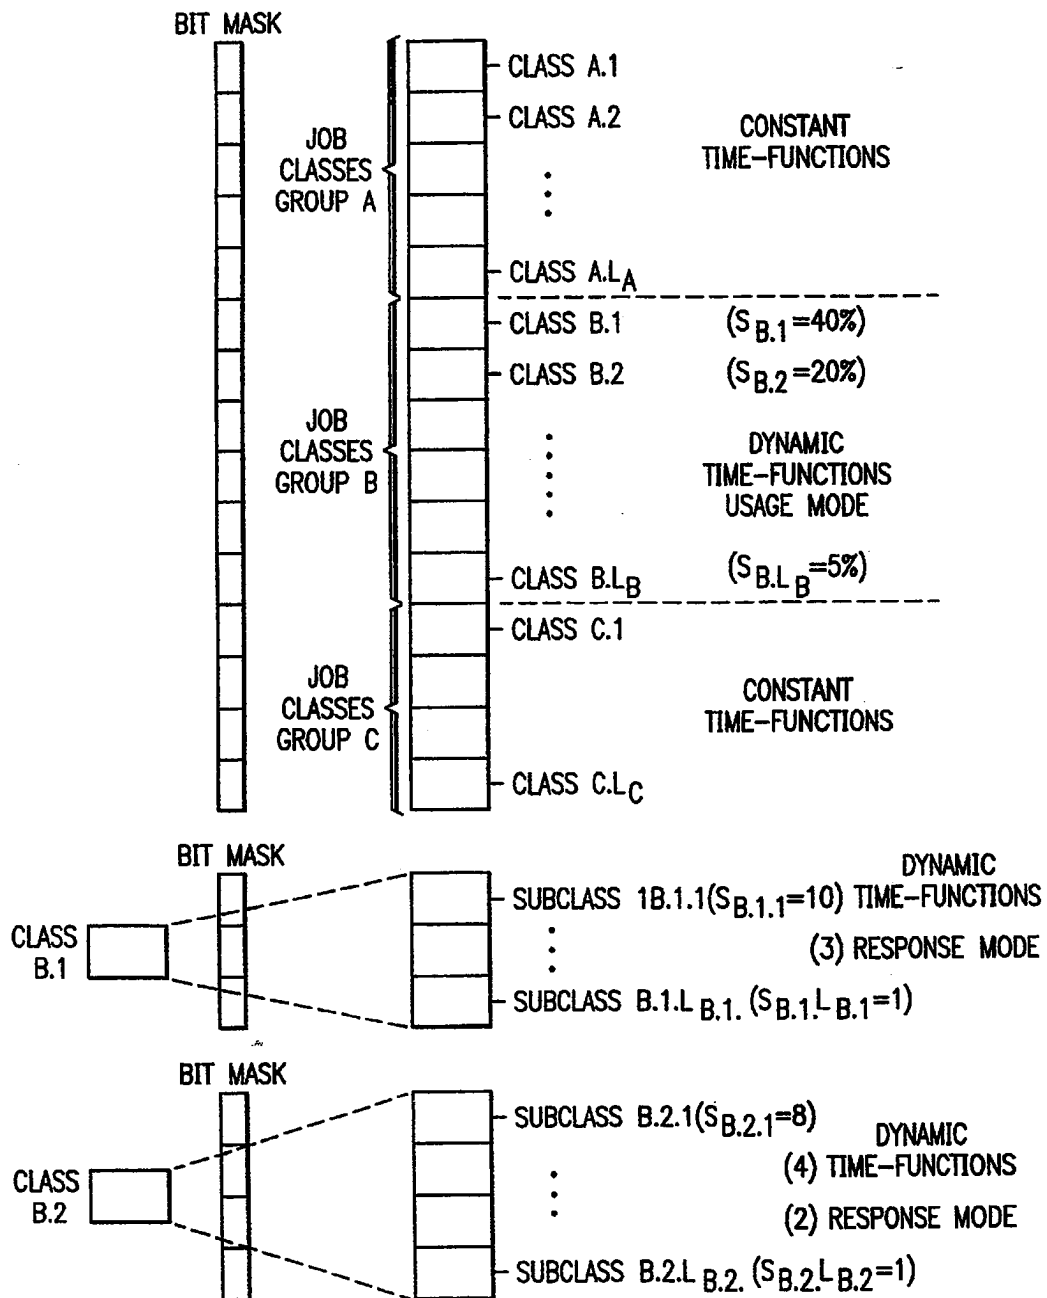 BIT MASK
CLASS A.1
CLASS A.2
JOB
CLASSES
GROUP A
CONSTANT
TIME-FUNCTIONS
CLASS A.L_A
CLASS B.1 (S_B.1=40%)
CLASS B.2 (S_B.2=20%)
JOB
CLASSES
GROUP B
DYNAMIC
TIME-FUNCTIONS
USAGE MODE
CLASS B.L_B (S_B.L_B=5%)
CLASS C.1
JOB
CLASSES
GROUP C
CONSTANT
TIME-FUNCTIONS
CLASS C.L_C
BIT MASK
CLASS
B.1
SUBCLASS 1B.1.1(S_B.1.1=10)
DYNAMIC
TIME-FUNCTIONS
(3) RESPONSE MODE
SUBCLASS B.1.L_B.1. (S_B.1.L_B.1=1)
BIT MASK
CLASS
B.2
SUBCLASS B.2.1(S_B.2.1=8)
DYNAMIC
(4) TIME-FUNCTIONS
(2) RESPONSE MODE
SUBCLASS B.2.L_B.2. (S_B.2.L_B.2=1)